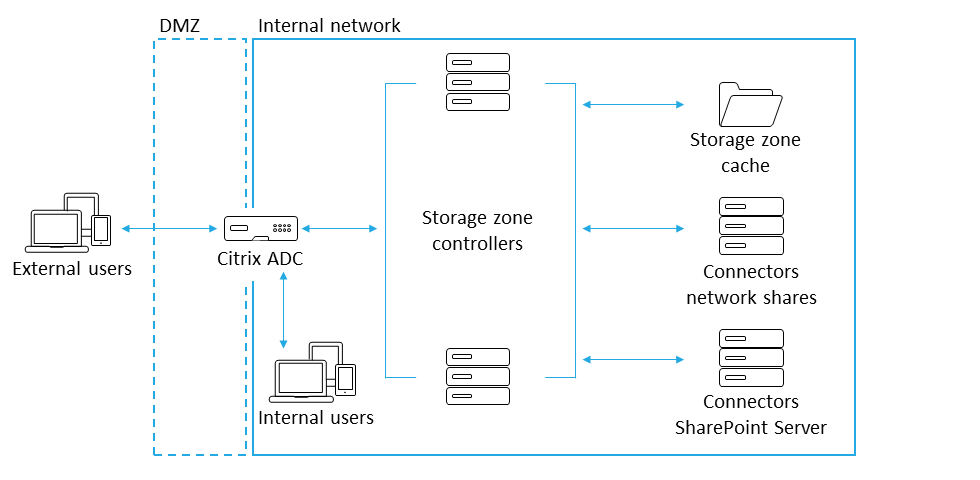 DMZ
Internal network
Storage zone
cache
Storage zone
controllers
External users
Citrix ADC
Connectors
network shares
Internal users
Connectors
SharePoint Server